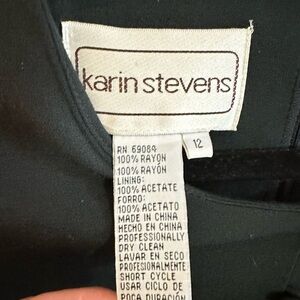 karin stevens
12
RN 69084
100% RAYON
100% RAYON
LINING:
100% ACETATE
FORRO:
100% ACETATO
MADE IN CHINA
HECHO EN CHINA
PROFESSIONALLY
DRY CLEAN
LAVAR EN SECO
PROFESIONALMENTE
SHORT CYCLE
USAR CICLO DE
POCA DURACIÓN